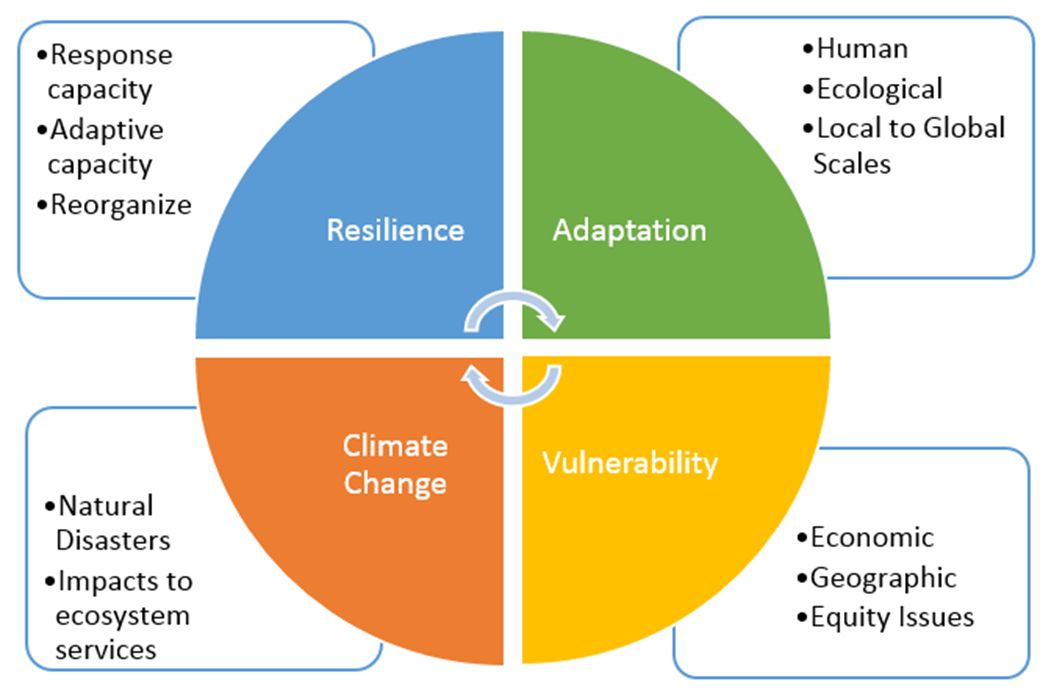 •Response
capacity
•Adaptive
capacity
•Reorganize
•Human
•Ecological
•Local to Global
Scales
Resilience
Adaptation
Climate
Change
Vulnerability
•Natural
Disasters
•Impacts to
ecosystem
services
•Economic
•Geographic
•Equity Issues